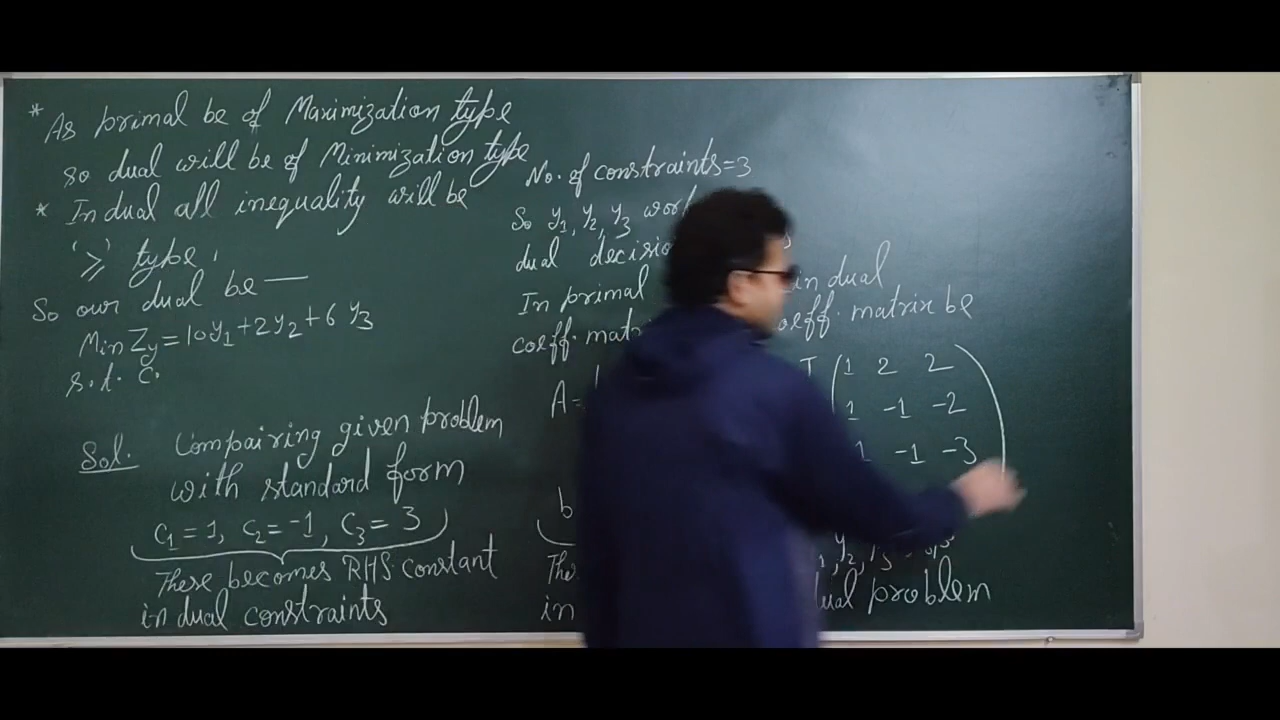 * As primal be of Maximization type
so dual will be of Minimization type
* In dual all inequality will be
'≥' type,
So our dual be —
Min Zy = 10y1 + 2y2 + 6 y3
s.t. c.
Sol. Compairing given problem
with standard form
c1 = 1, c2 = -1, c3 = 3
These becomes RHS constant
in dual constraints
No. of constraints = 3
So y1, y2, y3
dual
In primal
coeff. mat
A =
b
in
in dual
coeff. matrix be
T
1 2 2
1 -1 -2
1 -1 -3
y2,
problem